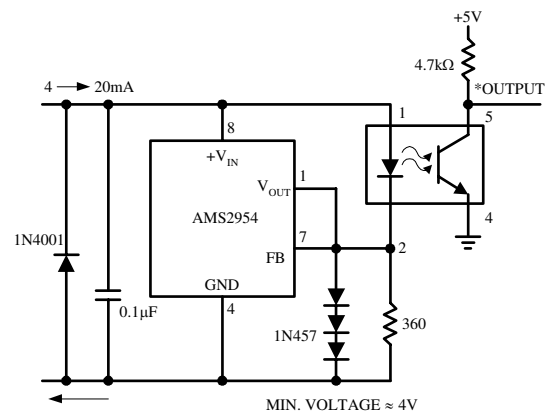 +5V
4.7kΩ
4 → 20mA
*OUTPUT
1
5
8
+VIN
VOUT
1
AMS2954
4
1N4001
7
2
FB
GND
0.1µF
4
1N457
360
MIN. VOLTAGE ≈ 4V